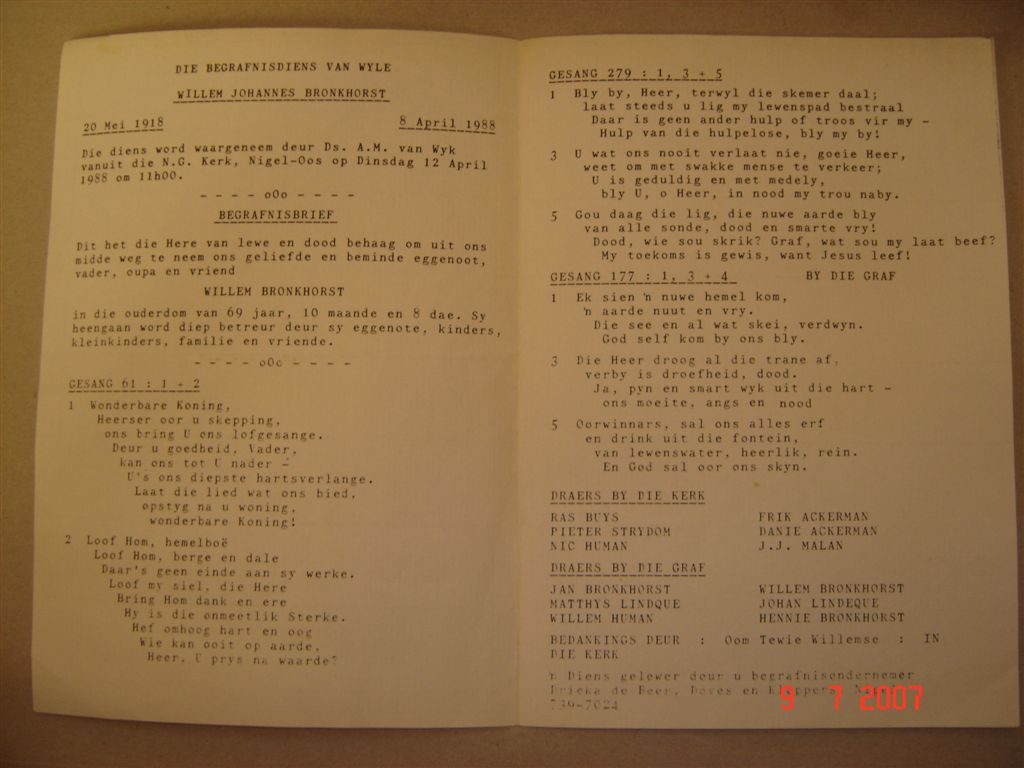 DIE BEGRAFNISDIENS VAN WYLE
WILLEM JOHANNES BRONKHORST
20 Mei 1918 8 April 1988
Die diens word waargeneem deur Ds. A.M. van Wyk
vanuit die N.G. Kerk, Nigel-Oos op Dinsdag 12 April
1988 om 11h00.
- - - - oOo - - - -
BEGRAFNISBRIEF
Dit het die Here van lewe en dood behaag om uit ons
midde weg te neem ons geliefde en beminde eggenoot,
vader, oupa en vriend
WILLEM BRONKHORST
in die ouderdom van 69 jaar, 10 maande en 8 dae. Sy
heengaan word diep betreur deur sy eggenote, kinders,
kleinkinders, familie en vriende.
- - - - oOo - - - -
GESANG 61 : 1 + 2
1 Wonderbare Koning,
Heerser oor u skepping,
ons bring U ons lofgesange.
Deur u goedheid, Vader,
kan ons tot U nader -
U's ons diepste hartsverlange.
Laat die lied wat ons bied,
opstyg na u woning,
wonderbare Koning!
2 Loof Hom, hemelboë
Loof Hom, berge en dale
Daar's geen einde aan sy werke.
Loof my siel, die Here
Bring Hom dank en ere
Hy is die onmeetlik Sterke.
Hef omhoog hart en oog
Wie kan ooit op aarde,
Heer, U prys na waarde?
GESANG 279 : 1, 3 + 5
1 Bly by, Heer, terwyl die skemer daal;
laat steeds u lig my lewenspad bestraal
Daar is geen ander hulp of troos vir my -
Hulp van die hulpelose, bly my by!
3 U wat ons nooit verlaat nie, goeie Heer,
weet om met swakke mense te verkeer;
U is geduldig en met medely,
bly U, o Heer, in nood my trou naby.
5 Gou daag die lig, die nuwe aarde bly
van alle sonde, dood en smarte vry!
Dood, wie sou skrik? Graf, wat sou my laat beef?
My toekoms is gewis, want Jesus leef!
GESANG 177 : 1, 3 + 4 BY DIE GRAF
1 Ek sien 'n nuwe hemel kom,
'n aarde nuut en vry.
Die see en al wat skei, verdwyn.
God self kom by ons bly.
3 Die Heer droog al die trane af,
verby is droefheid, dood.
Ja, pyn en smart wyk uit die hart -
ons moeite, angs en nood
5 Oorwinnars, sal ons alles erf
en drink uit die fontein,
van lewenswater, heerlik, rein.
En God sal oor ons skyn.
DRAERS BY DIE KERK
RAS BUYS FRIK ACKERMAN
PIETER STRYDOM DANIE ACKERMAN
NIC HUMAN J.J. MALAN
DRAERS BY DIE GRAF
JAN BRONKHORST WILLEM BRONKHORST
MATTHYS LINDQUE JOHAN LINDEQUE
WILLEM HUMAN HENNIE BRONKHORST
BEDANKINGS DEUR : Oom Tewie Willemse : IN
DIE KERK
'n Diens gelewer deur u begrafnisondernemer
Drieka de Beer, Doves en
739-7024
9 7 2007